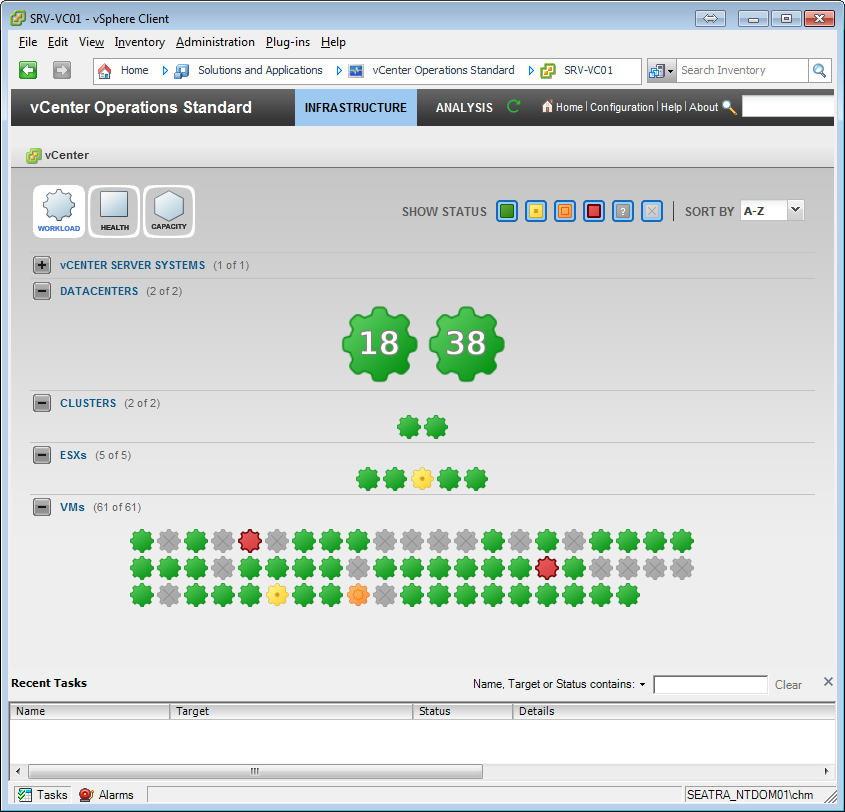 SRV-VC01 - vSphere Client
File Edit View Inventory Administration Plug-ins Help
Home Solutions and Applications vCenter Operations Standard SRV-VC01 Search Inventory
vCenter Operations Standard INFRASTRUCTURE ANALYSIS Home | Configuration | Help | About
vCenter
WORKLOAD HEALTH CAPACITY SHOW STATUS ? SORT BY A-Z
vCENTER SERVER SYSTEMS (1 of 1)
DATACENTERS (2 of 2)
18 38
CLUSTERS (2 of 2)
ESXs (5 of 5)
VMs (61 of 61)
Recent Tasks Name, Target or Status contains: Clear
Name Target Status Details
Tasks Alarms SEATRA_NTDOM01\chm